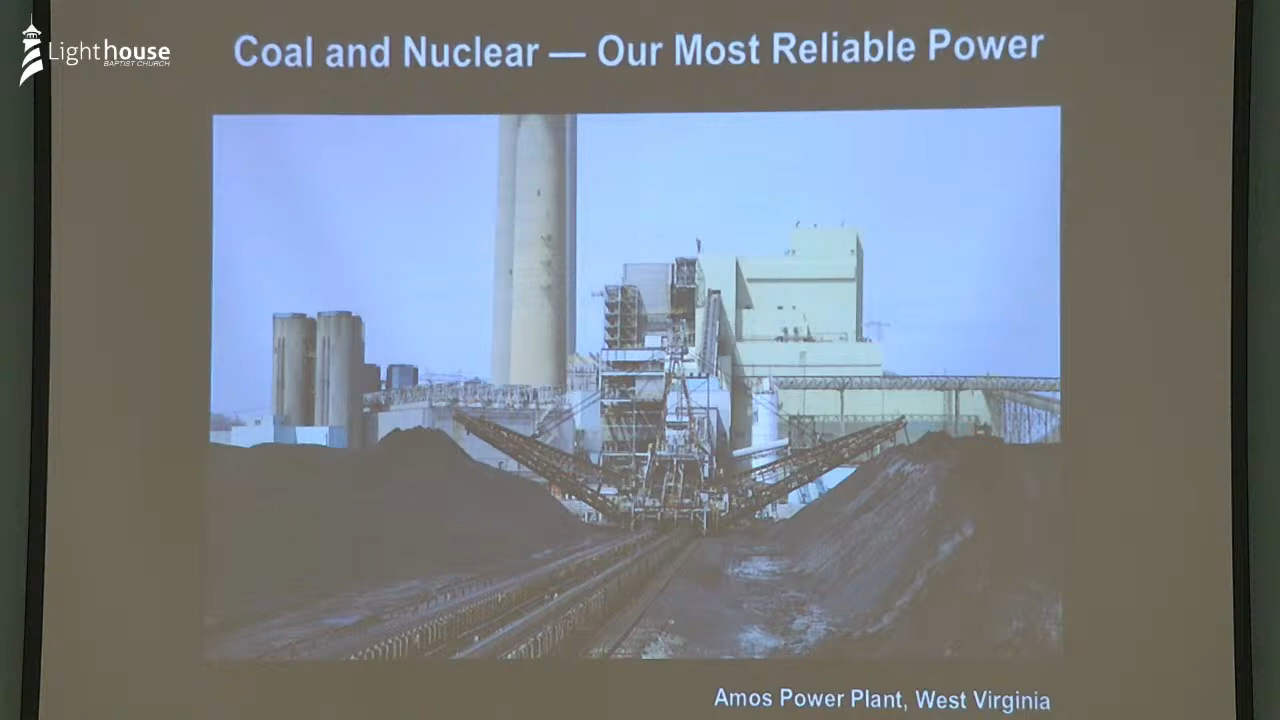 Lighthouse
BAPTIST CHURCH
Coal and Nuclear — Our Most Reliable Power
Amos Power Plant, West Virginia